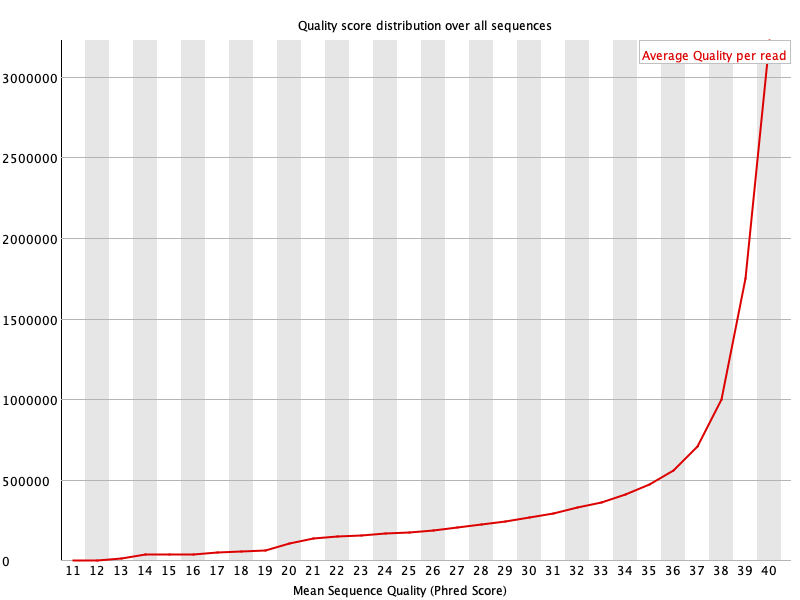 Quality score distribution over all sequences
Average Quality per read
3000000
2500000
2000000
1500000
1000000
500000
0
11 12 13 14 15 16 17 18 19 20 21 22 23 24 25 26 27 28 29 30 31 32 33 34 35 36 37 38 39 40
Mean Sequence Quality (Phred Score)